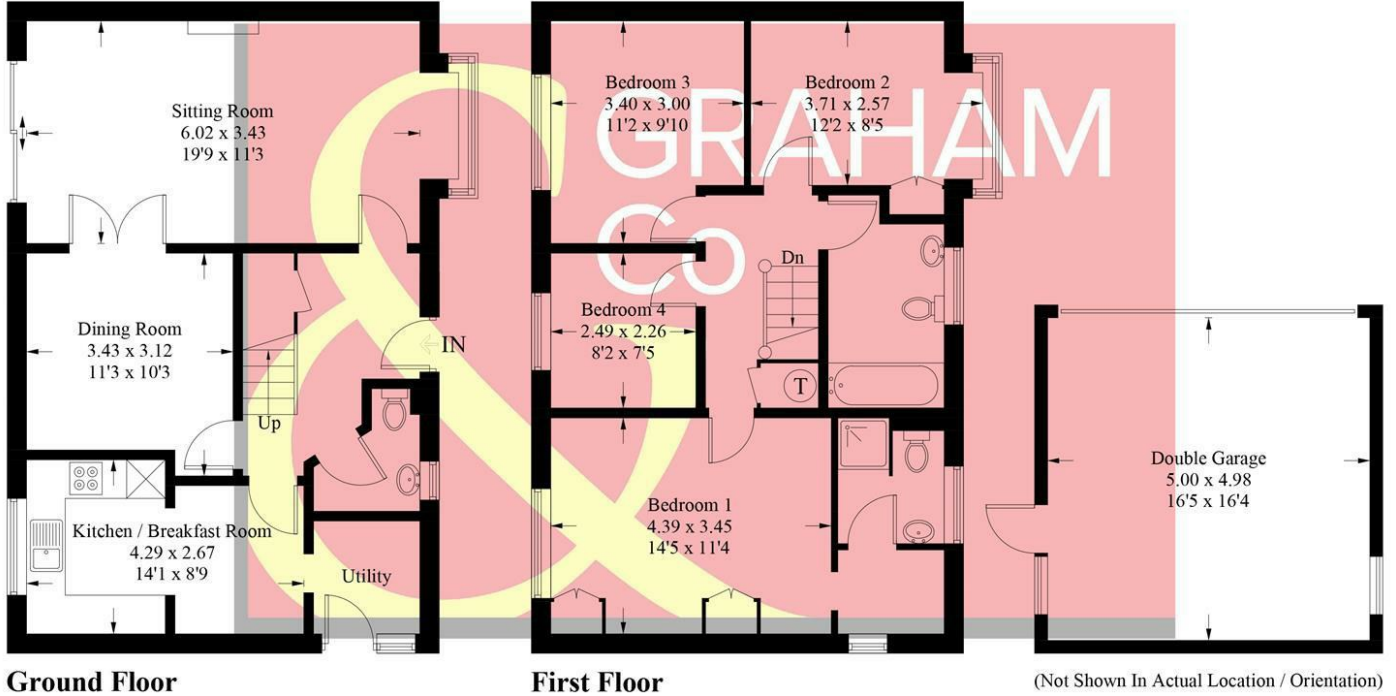 Sitting Room
6.02 x 3.43
19'9 x 11'3
Dining Room
3.43 x 3.12
11'3 x 10'3
IN
Up
Kitchen / Breakfast Room
4.29 x 2.67
14'1 x 8'9
Utility
Ground Floor
Bedroom 3
3.40 x 3.00
11'2 x 9'10
Bedroom 2
3.71 x 2.57
12'2 x 8'5
& GRAHAM
Co
Dn
Bedroom 4
2.49 x 2.26
8'2 x 7'5
T
Bedroom 1
4.39 x 3.45
14'5 x 11'4
First Floor
Double Garage
5.00 x 4.98
16'5 x 16'4
(Not Shown In Actual Location / Orientation)